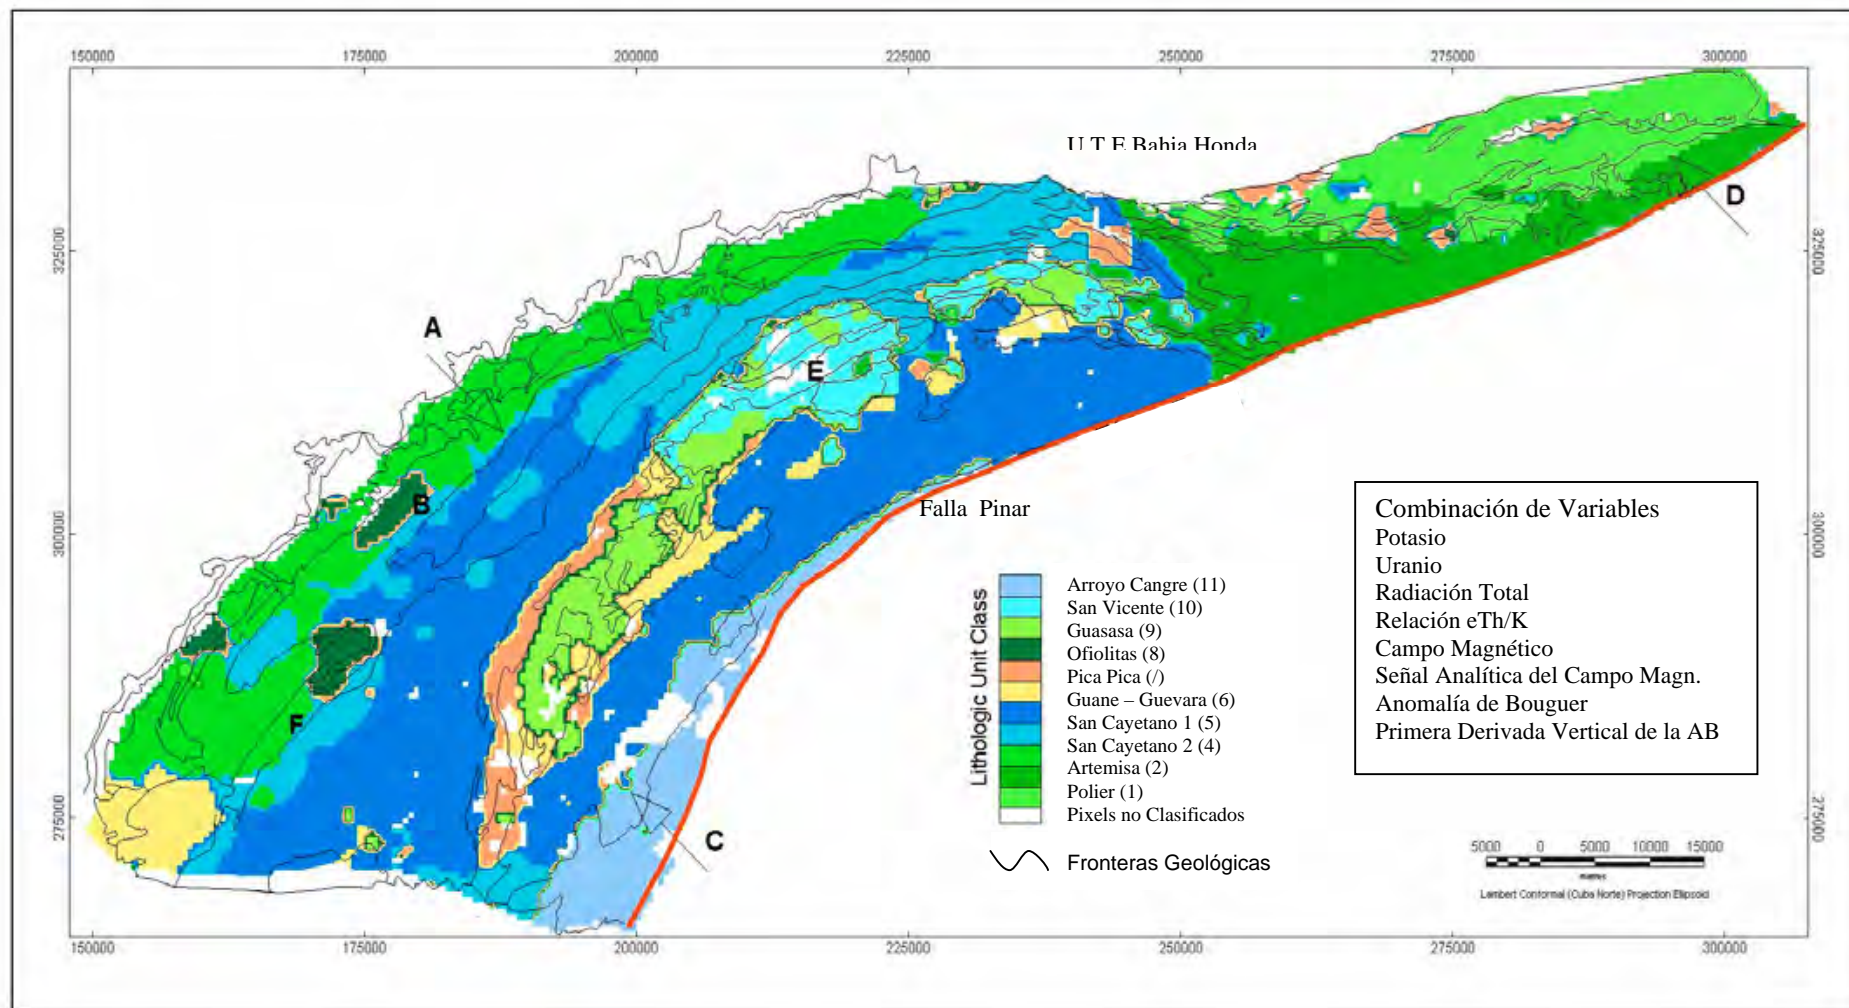 150000 175000 200000 225000 250000 275000 300000
U.T.E Bahia Honda
D
325000 325000
A
E
B
Falla Pinar
300000 300000
Combinación de Variables
Potasio
Uranio
Radiación Total
Relación eTh/K
Campo Magnético
Señal Analítica del Campo Magn.
Anomalía de Bouguer
Primera Derivada Vertical de la AB
Lithologic Unit Class
Arroyo Cangre (11)
San Vicente (10)
Guasasa (9)
Ofiolitas (8)
Pica Pica (/)
Guane – Guevara (6)
San Cayetano 1 (5)
San Cayetano 2 (4)
Artemisa (2)
Polier (1)
Pixels no Clasificados
Fronteras Geológicas
F
275000 275000
C
5000 0 5000 10000 15000
metres
Lambert Conformal (Cuba Norte) Projection Ellipsoid
150000 175000 200000 225000 250000 275000 300000